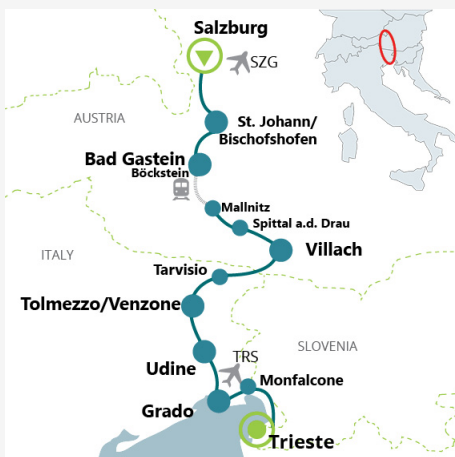 Salzburg
SZG
St. Johann/
Bischofshofen
AUSTRIA
Bad Gastein
Böckstein
Mallnitz
Spittal a.d. Drau
Villach
ITALY
Tarvisio
Tolmezzo/Venzone
SLOVENIA
Udine
TRS
Monfalcone
Grado
Trieste